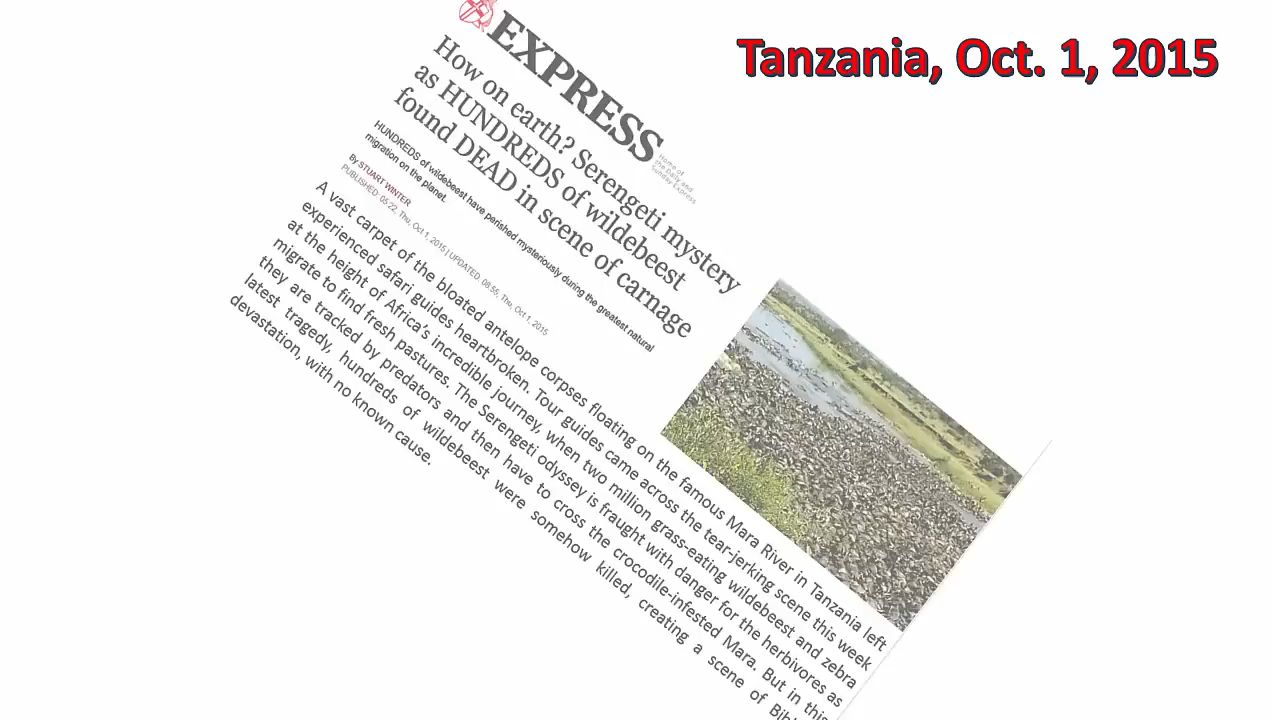 Tanzania, Oct. 1, 2015
EXPRESS
Home of
the Daily and
Sunday Express
How on earth? Serengeti mystery
as HUNDREDS of wildebeest
found DEAD in scene of carnage
HUNDREDS of wildebeest have perished mysteriously during the greatest natural
migration on the planet.
By STUART WINTER
PUBLISHED: 05:22, Thu, Oct 1, 2015 | UPDATED: 08:56, Thu, Oct 1, 2015
A vast carpet of the bloated antelope corpses floating on the famous Mara River in Tanzania left
experienced safari guides heartbroken. Tour guides came across the tear-jerking scene this week
at the height of Africa's incredible journey, when two million grass-eating wildebeest and zebra
migrate to find fresh pastures. The Serengeti odyssey is fraught with danger for the herbivores as
they are tracked by predators and then have to cross the crocodile-infested Mara. But in this
latest tragedy, hundreds of wildebeest were somehow killed, creating a scene of
devastation, with no known cause.